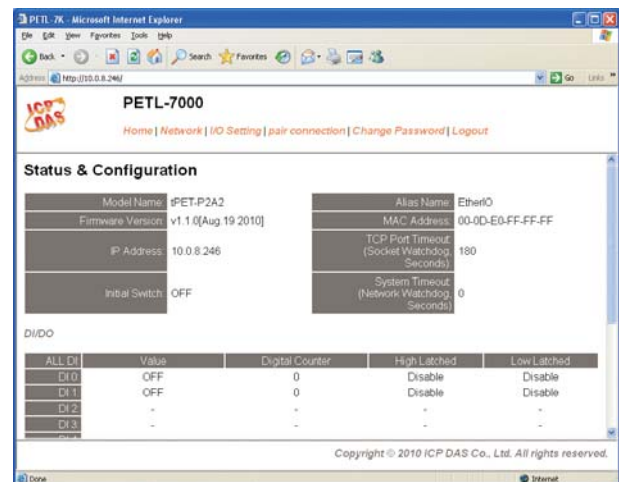 PETL-7K - Microsoft Internet Explorer
File Edit View Favorites Tools Help
Back Search Favorites
Address http://10.0.8.246/ Go Links
ICP DAS
PETL-7000
Home | Network | I/O Setting | pair connection | Change Password | Logout
Status & Configuration
Model Name: tPET-P2A2 Alias Name: EtherIO
Firmware Version: v1.1.0[Aug.19 2010] MAC Address: 00-0D-E0-FF-FF-FF
IP Address: 10.0.8.246 TCP Port Timeout: (Socket Watchdog, Seconds) 180
Initial Switch: OFF System Timeout: (Network Watchdog, Seconds) 0
DI/DO
ALL DI Value Digital Counter High Latched Low Latched
DI 0 OFF 0 Disable Disable
DI 1 OFF 0 Disable Disable
DI 2 - - - -
DI 3 - - - -
Copyright © 2010 ICP DAS Co., Ltd. All rights reserved.
Done Internet